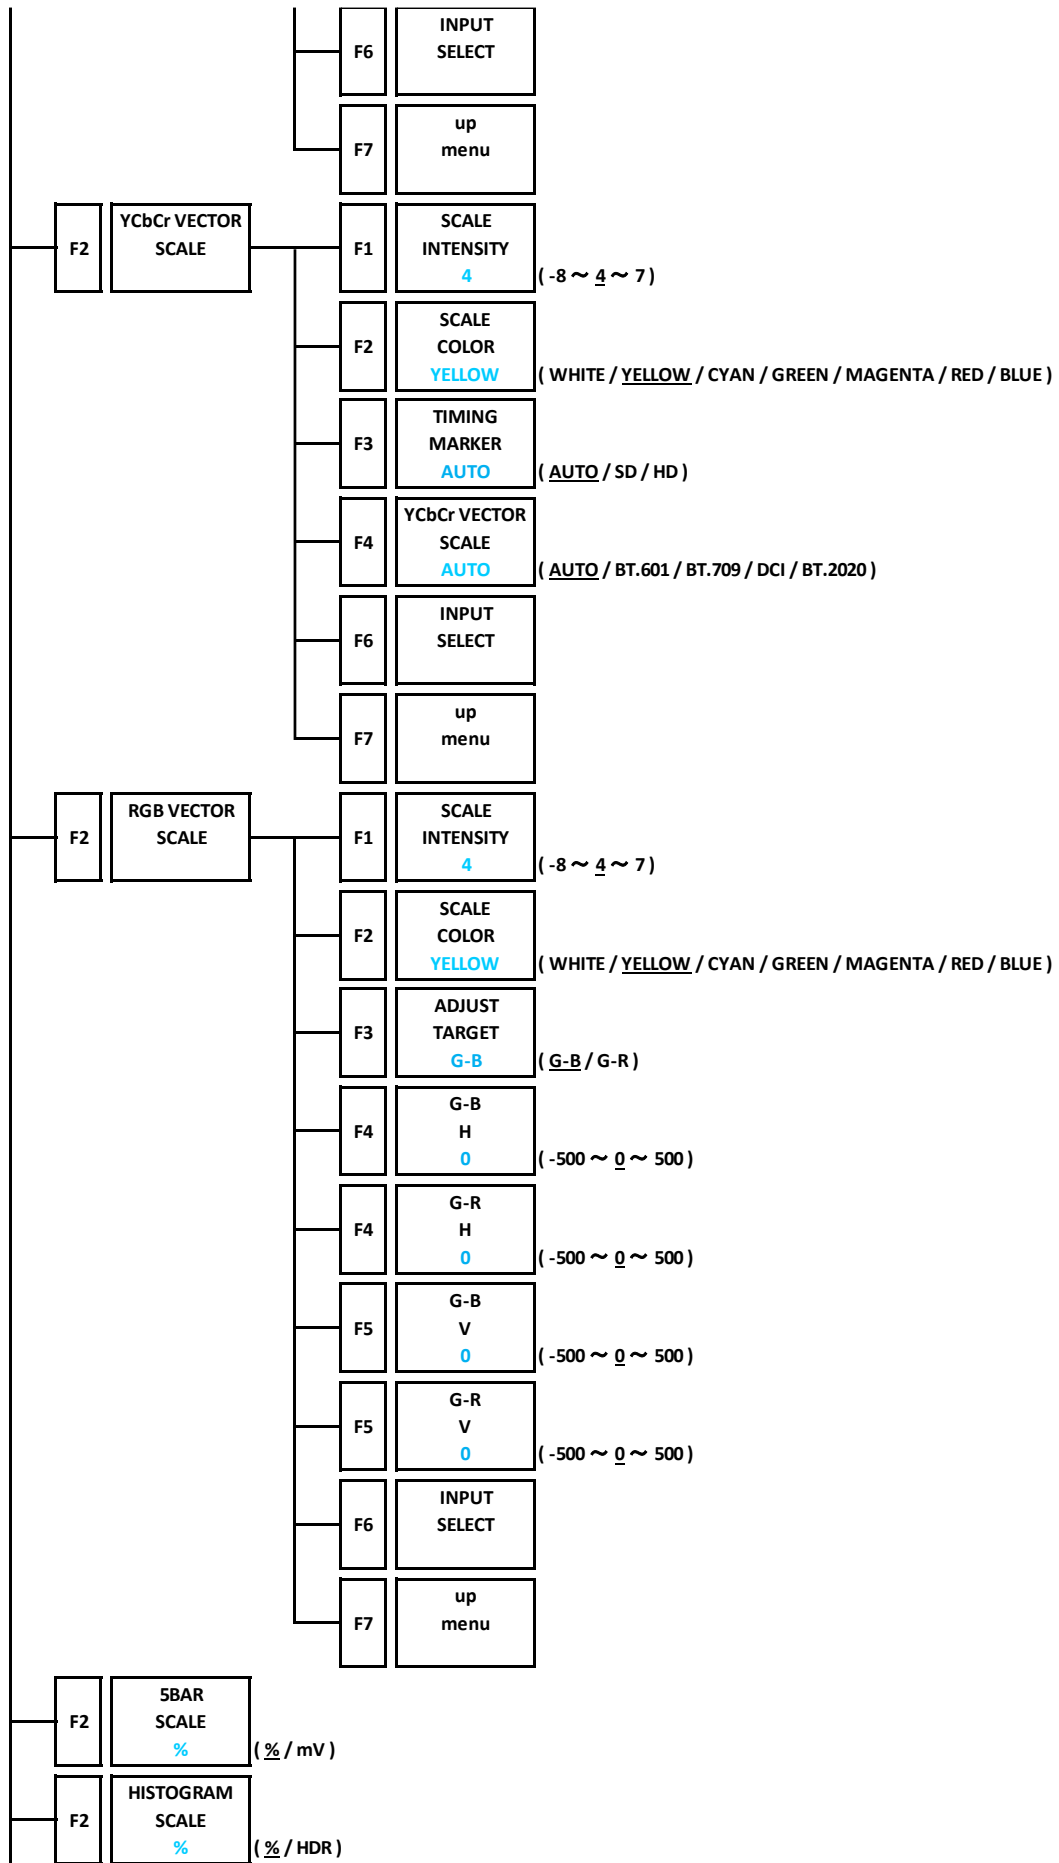 F6
INPUT
SELECT
F7
up
menu
F2
YCbCr VECTOR
SCALE
F1
SCALE
INTENSITY
4
( -8 ～ 4 ～ 7 )
F2
SCALE
COLOR
YELLOW
( WHITE / YELLOW / CYAN / GREEN / MAGENTA / RED / BLUE )
F3
TIMING
MARKER
AUTO
( AUTO / SD / HD )
F4
YCbCr VECTOR
SCALE
AUTO
( AUTO / BT.601 / BT.709 / DCI / BT.2020 )
F6
INPUT
SELECT
F7
up
menu
F2
RGB VECTOR
SCALE
F1
SCALE
INTENSITY
4
( -8 ～ 4 ～ 7 )
F2
SCALE
COLOR
YELLOW
( WHITE / YELLOW / CYAN / GREEN / MAGENTA / RED / BLUE )
F3
ADJUST
TARGET
G-B
( G-B / G-R )
F4
G-B
H
0
( -500 ～ 0 ～ 500 )
F4
G-R
H
0
( -500 ～ 0 ～ 500 )
F5
G-B
V
0
( -500 ～ 0 ～ 500 )
F5
G-R
V
0
( -500 ～ 0 ～ 500 )
F6
INPUT
SELECT
F7
up
menu
F2
5BAR
SCALE
%
( % / mV )
F2
HISTOGRAM
SCALE
%
( % / HDR )